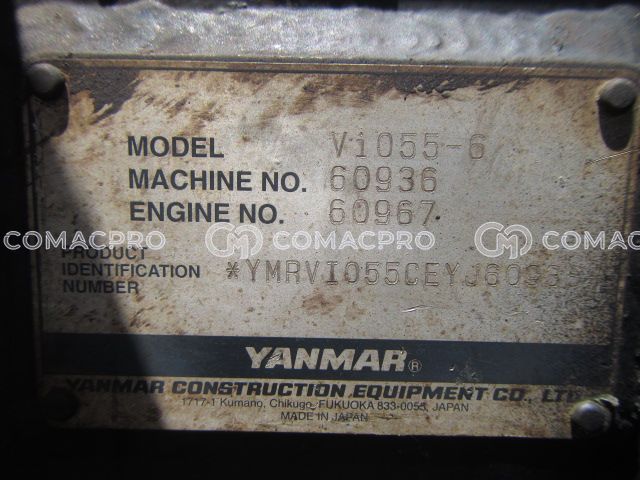 MODEL Vi055-6
MACHINE NO. 60936
ENGINE NO. 60967
COMACPRO COMACPRO COMACPRO
PRODUCT
IDENTIFICATION
NUMBER
YANMAR®
YANMAR CONSTRUCTION EQUIPMENT CO., LTD
1717-1 Kumano, Chikugo, FUKUOKA 833-0055, JAPAN
MADE IN JAPAN